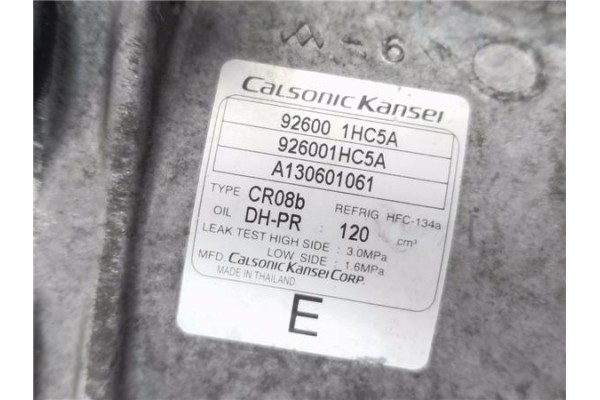 -6
CALSONIC KANSEI
92600 1HC5A
926001HC5A
A130601061
TYPE CR08b REFRIG HFC-134a
OIL DH-PR : 120 cm³
LEAK TEST HIGH SIDE : 3.0MPa
LOW SIDE : 1.6MPa
MFD. CALSONIC KANSEI CORP.
MADE IN THAILAND
E